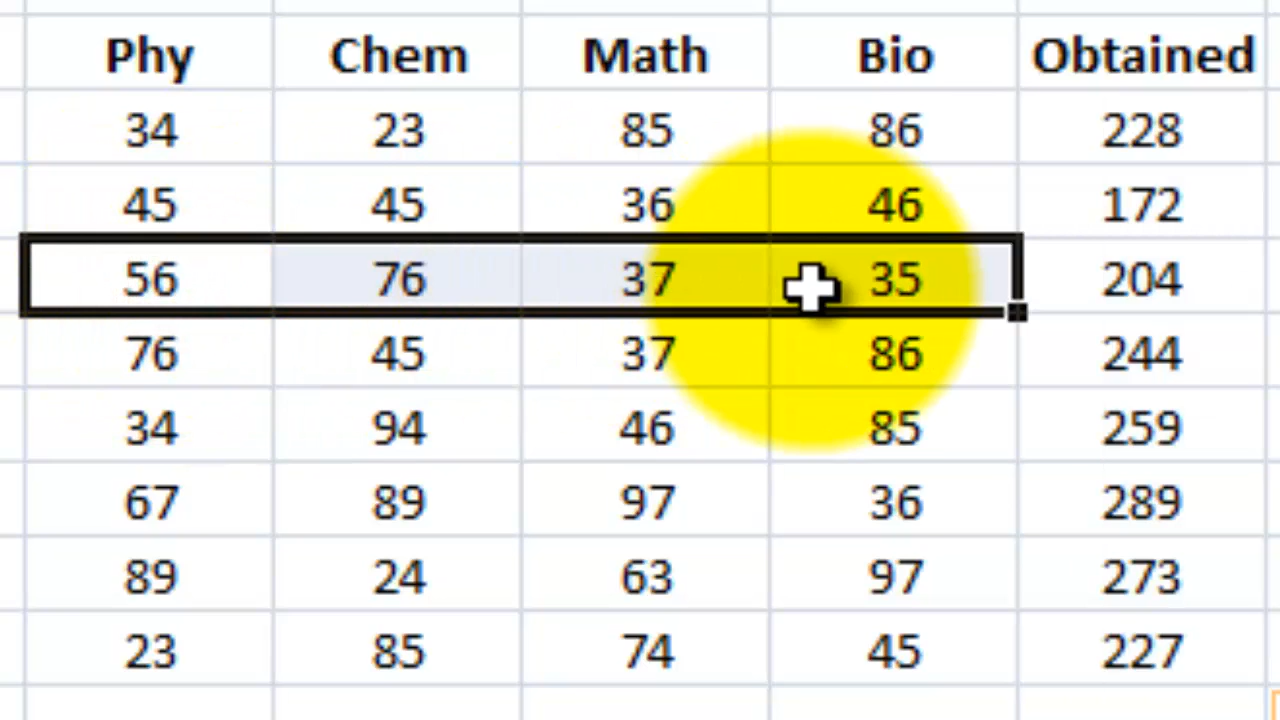 Phy Chem Math Bio Obtained
34 23 85 86 228
45 45 36 46 172
56 76 37 35 204
76 45 37 86 244
34 94 46 85 259
67 89 97 36 289
89 24 63 97 273
23 85 74 45 227